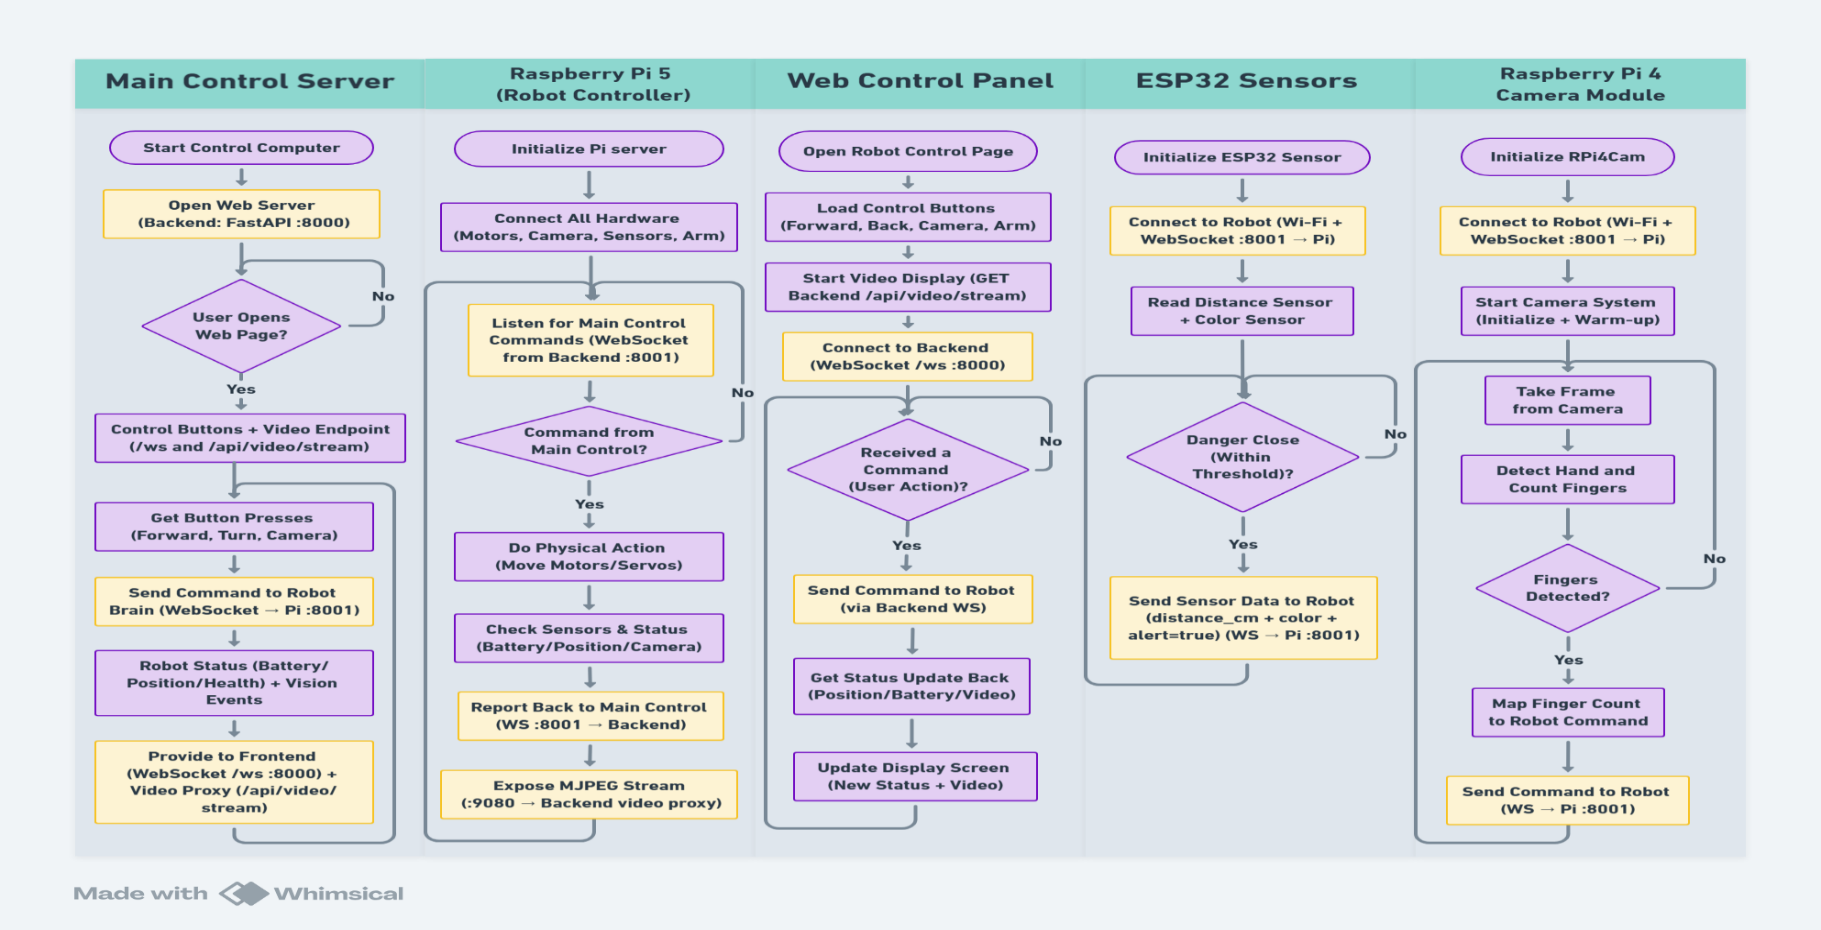 Main Control Server
Start Control Computer
Open Web Server
(Backend: FastAPI :8000)
User Opens
Web Page?
No
Yes
Control Buttons + Video Endpoint
(/ws and /api/video/stream)
Get Button Presses
(Forward, Turn, Camera)
Send Command to Robot
Brain (WebSocket → Pi :8001)
Robot Status (Battery/
Position/Health) + Vision
Events
Provide to Frontend
(WebSocket /ws :8000) +
Video Proxy (/api/video/
stream)
Raspberry Pi 5
(Robot Controller)
Initialize Pi server
Connect All Hardware
(Motors, Camera, Sensors, Arm)
Listen for Main Control
Commands (WebSocket
from Backend :8001)
No
Command from
Main Control?
Yes
Do Physical Action
(Move Motors/Servos)
Check Sensors & Status
(Battery/Position/Camera)
Report Back to Main Control
(WS :8001 → Backend)
Expose MJPEG Stream
(:9080 → Backend video proxy)
Web Control Panel
Open Robot Control Page
Load Control Buttons
(Forward, Back, Camera, Arm)
Start Video Display (GET
Backend /api/video/stream)
Connect to Backend
(WebSocket /ws :8000)
Received a
Command
(User Action)?
No
Yes
Send Command to Robot
(via Backend WS)
Get Status Update Back
(Position/Battery/Video)
Update Display Screen
(New Status + Video)
ESP32 Sensors
Initialize ESP32 Sensor
Connect to Robot (Wi-Fi +
WebSocket :8001 → Pi)
Read Distance Sensor
+ Color Sensor
Danger Close
(Within
Threshold)?
No
Yes
Send Sensor Data to Robot
(distance_cm + color +
alert=true) (WS → Pi :8001)
Raspberry Pi 4
Camera Module
Initialize RPi4Cam
Connect to Robot (Wi-Fi +
WebSocket :8001 → Pi)
Start Camera System
(Initialize + Warm-up)
Take Frame
from Camera
Detect Hand and
Count Fingers
Fingers
Detected?
No
Yes
Map Finger Count
to Robot Command
Send Command to Robot
(WS → Pi :8001)
Made with Whimsical